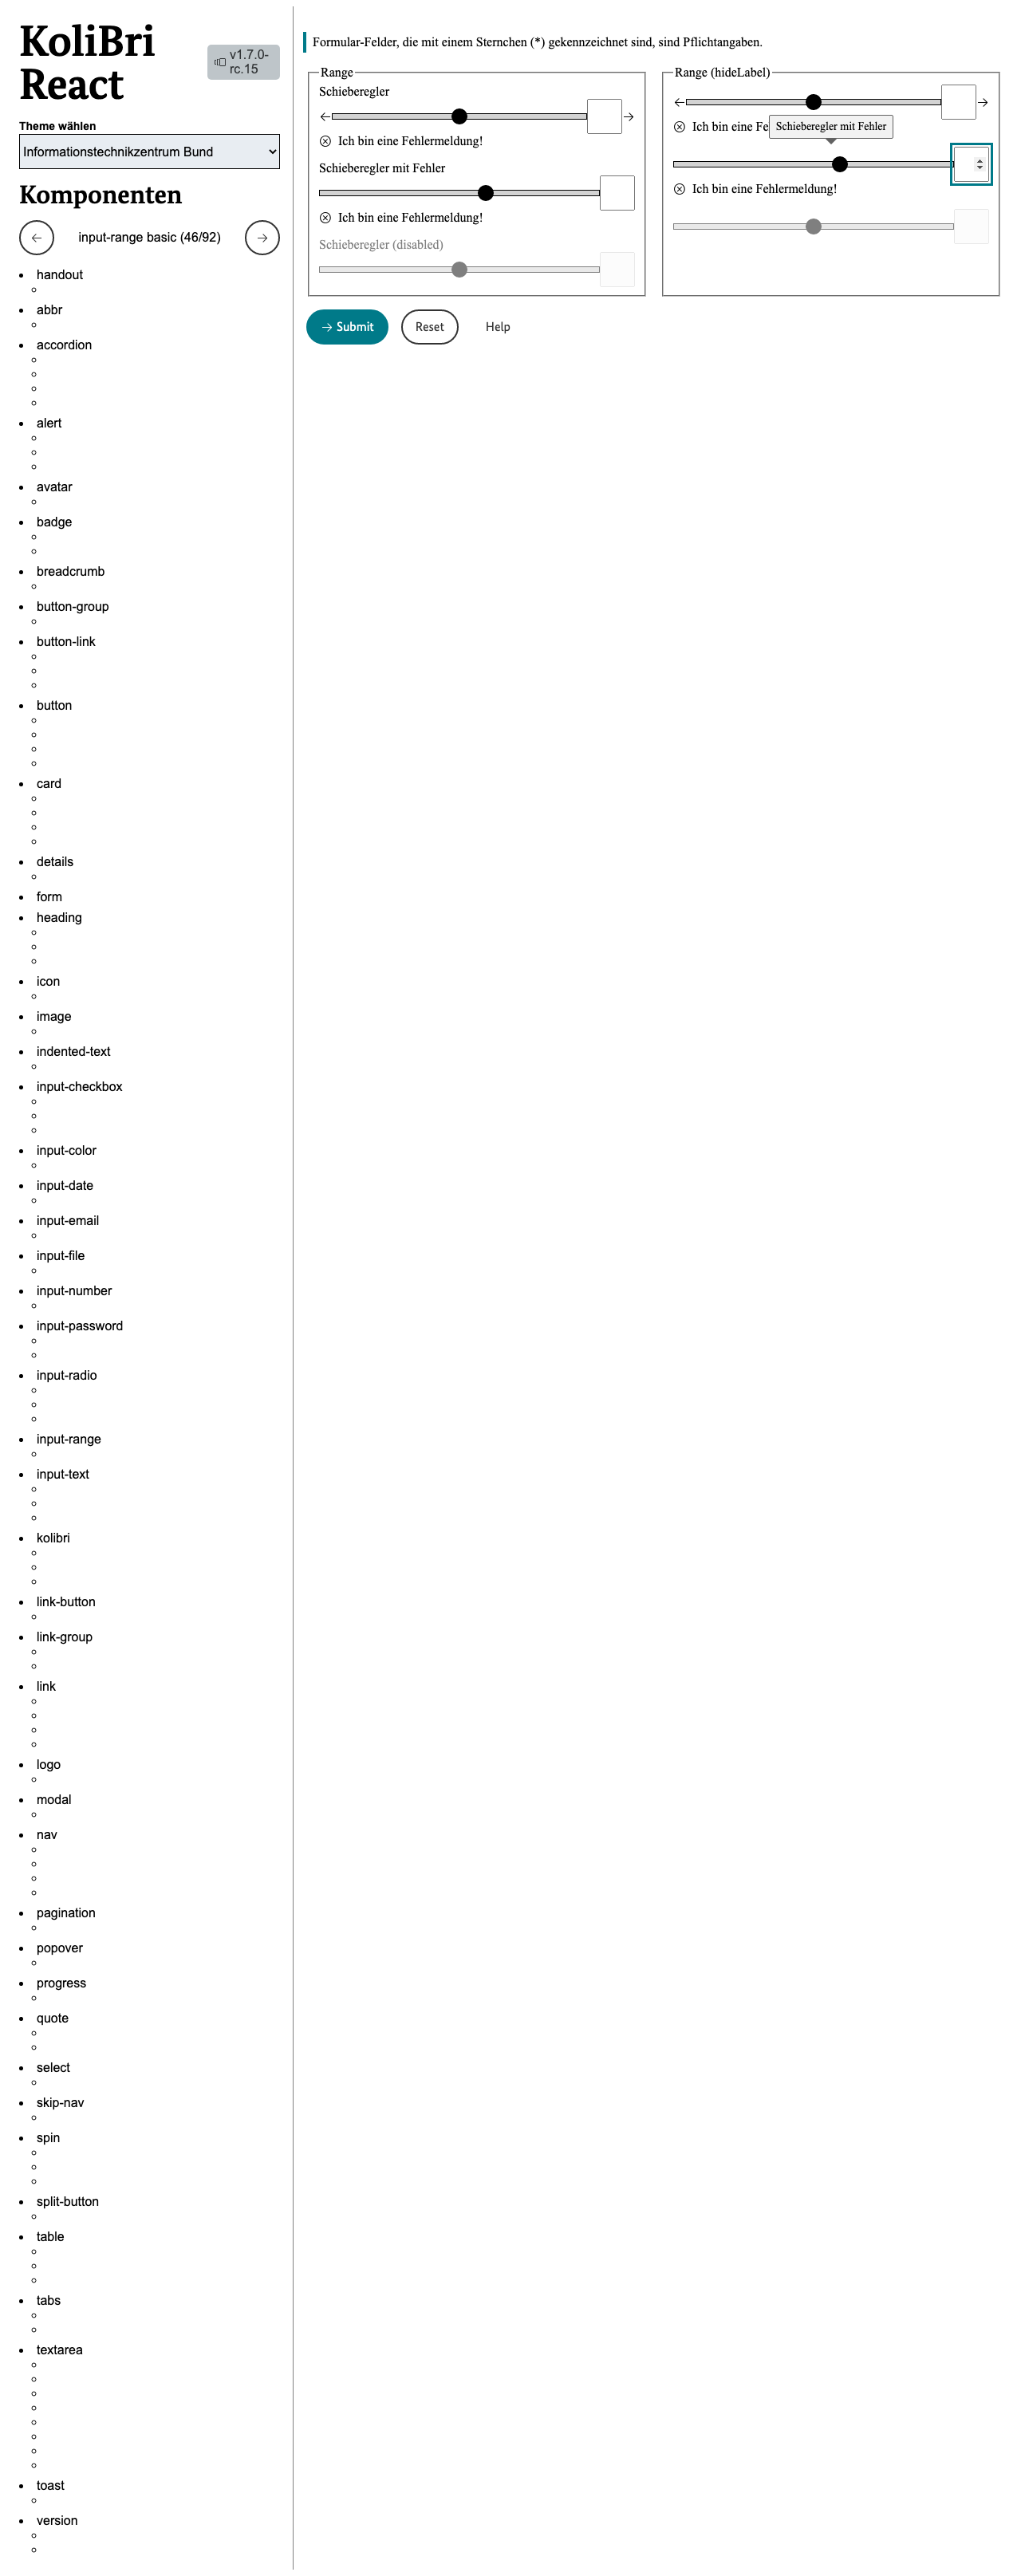 KoliBri
React
v1.7.0-
rc.15
Theme wählen
Informationstechnikzentrum Bund
Komponenten
input-range basic (46/92)
handout
abbr
accordion
alert
avatar
badge
breadcrumb
button-group
button-link
button
card
details
form
heading
icon
image
indented-text
input-checkbox
input-color
input-date
input-email
input-file
input-number
input-password
input-radio
input-range
input-text
kolibri
link-button
link-group
link
logo
modal
nav
pagination
popover
progress
quote
select
skip-nav
spin
split-button
table
tabs
textarea
toast
version
Formular-Felder, die mit einem Sternchen (*) gekennzeichnet sind, sind Pflichtangaben.
Range
Schieberegler
Ich bin eine Fehlermeldung!
Schieberegler mit Fehler
Ich bin eine Fehlermeldung!
Schieberegler (disabled)
Range (hideLabel)
Ich bin eine Fe
Schieberegler mit Fehler
Ich bin eine Fehlermeldung!
Submit
Reset
Help